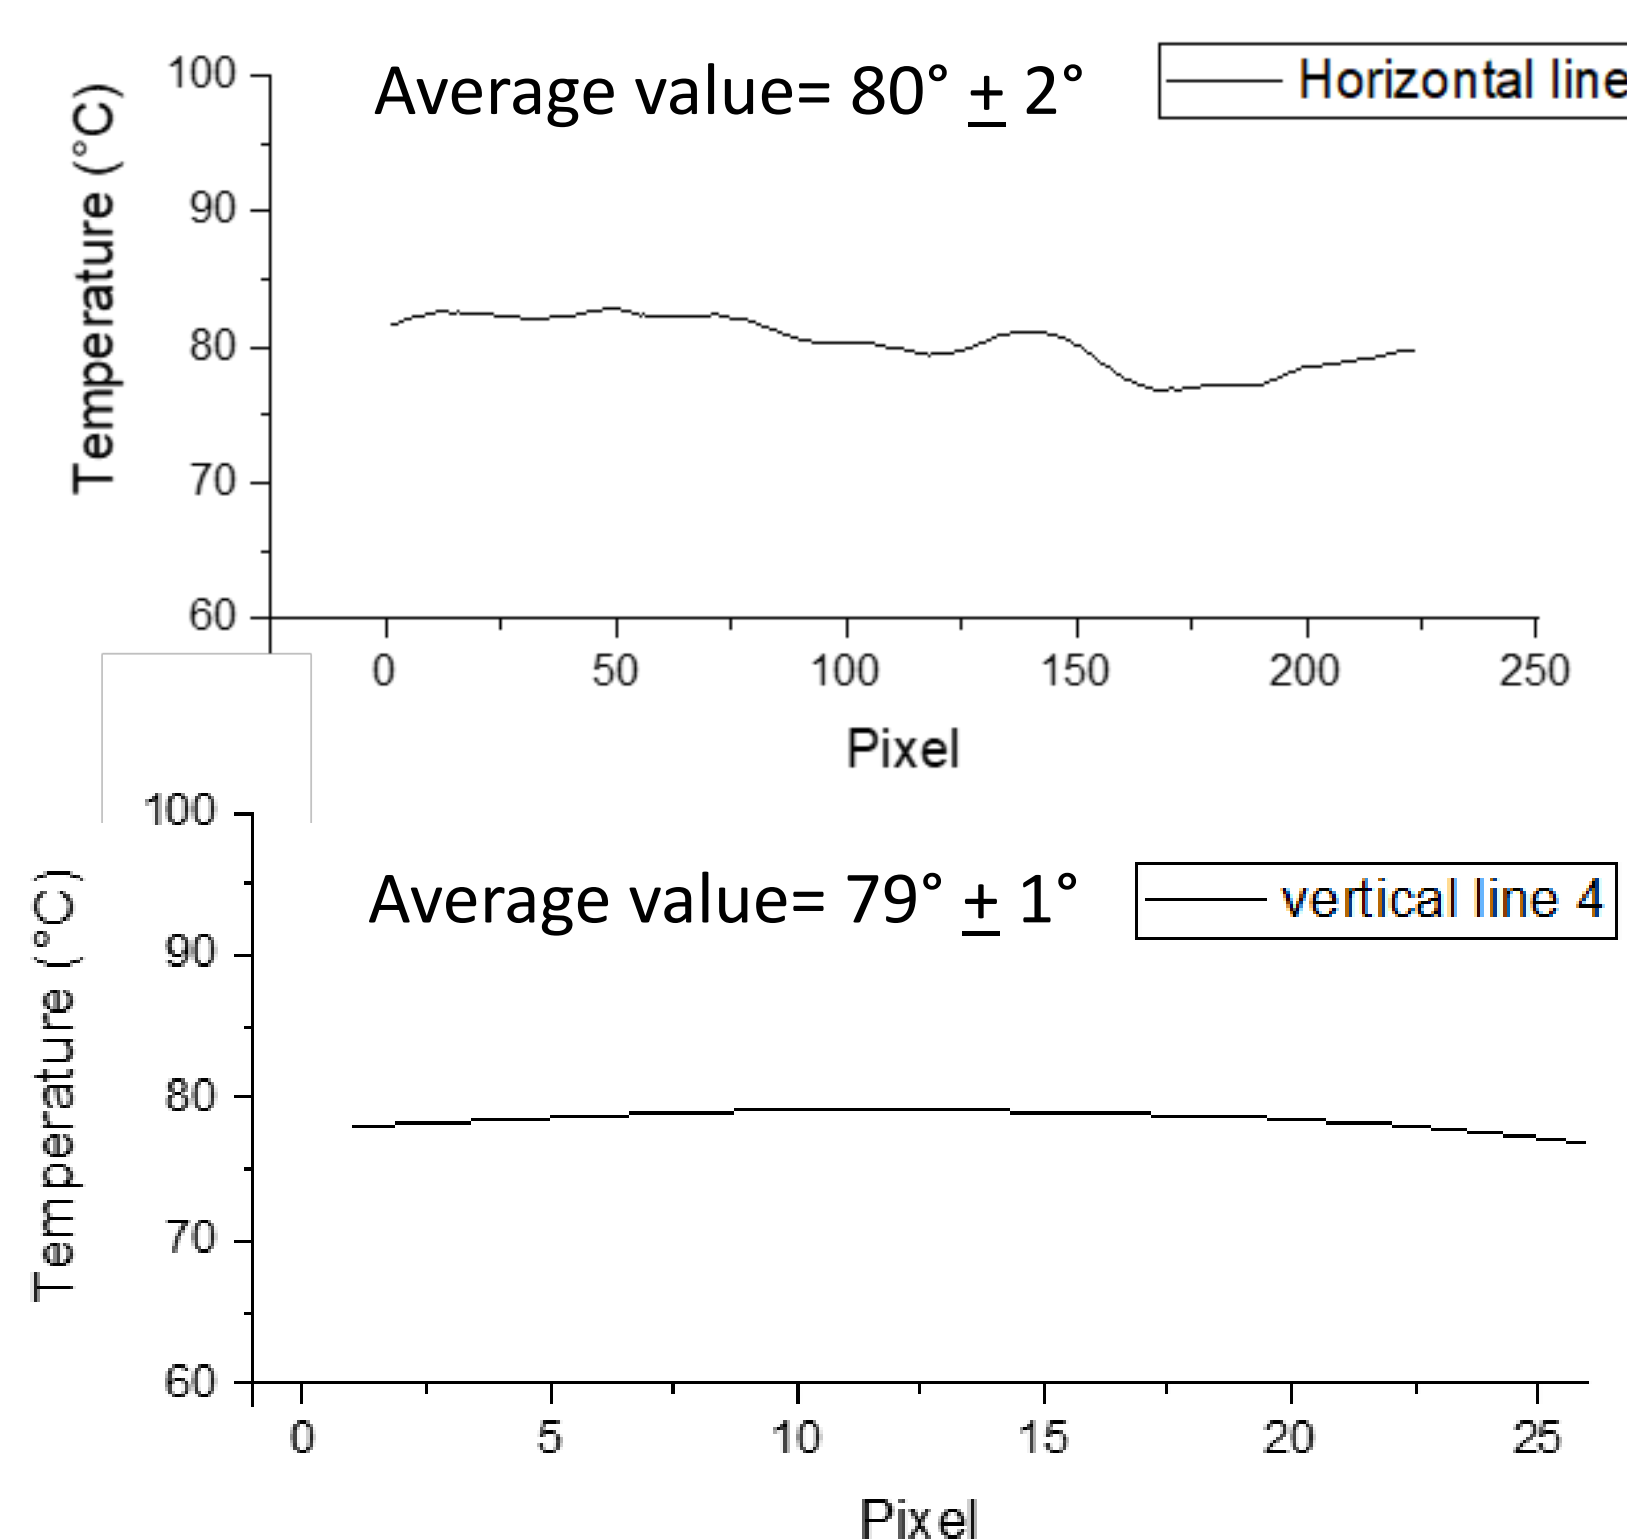 Average value= 80° ± 2°
Horizontal line
Temperature (°C)
100
90
80
70
60
0 50 100 150 200 250
Pixel
Average value= 79° ± 1°
vertical line 4
Temperature (°C)
100
90
80
70
60
0 5 10 15 20 25
Pixel